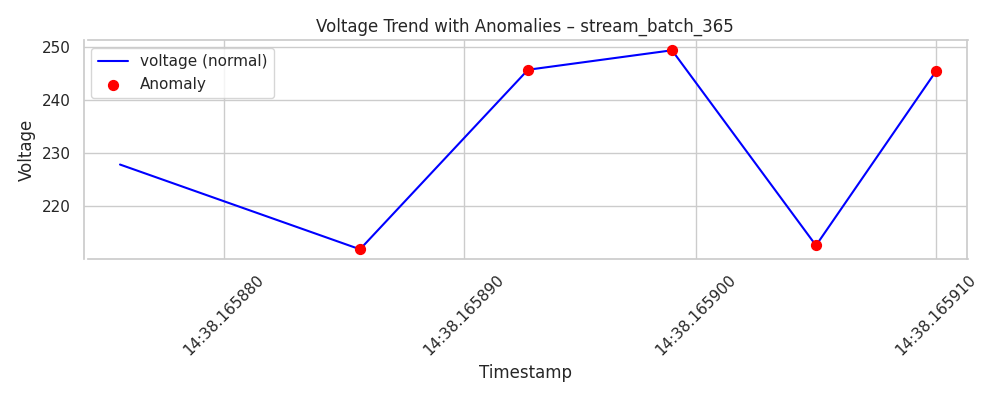 Voltage Trend with Anomalies – stream_batch_365
voltage (normal)
Anomaly
Voltage
250
240
230
220
14:38.165880
14:38.165890
14:38.165900
14:38.165910
Timestamp